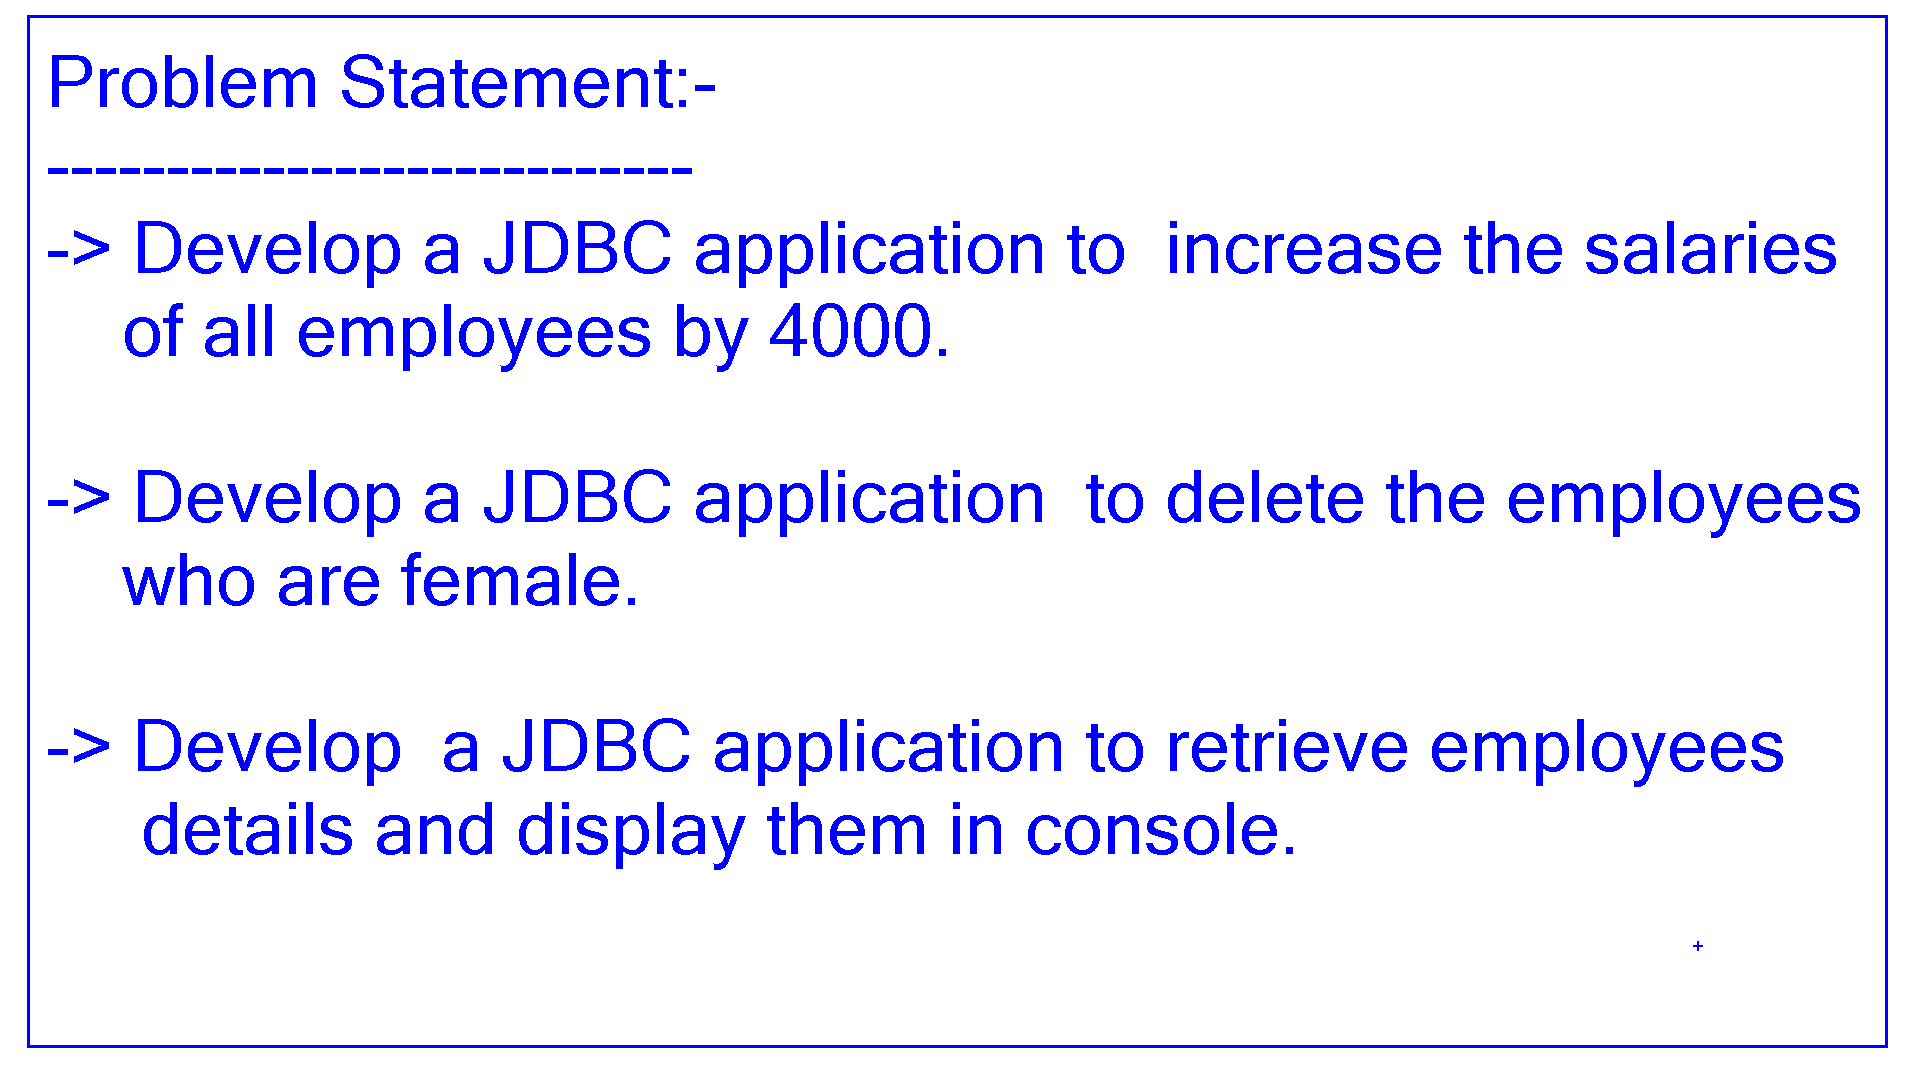 Problem Statement:-
---------------------------
-> Develop a JDBC application to  increase the salaries
of all employees by 4000.
-> Develop a JDBC application  to delete the employees
who are female.
-> Develop  a JDBC application to retrieve employees
details and display them in console.